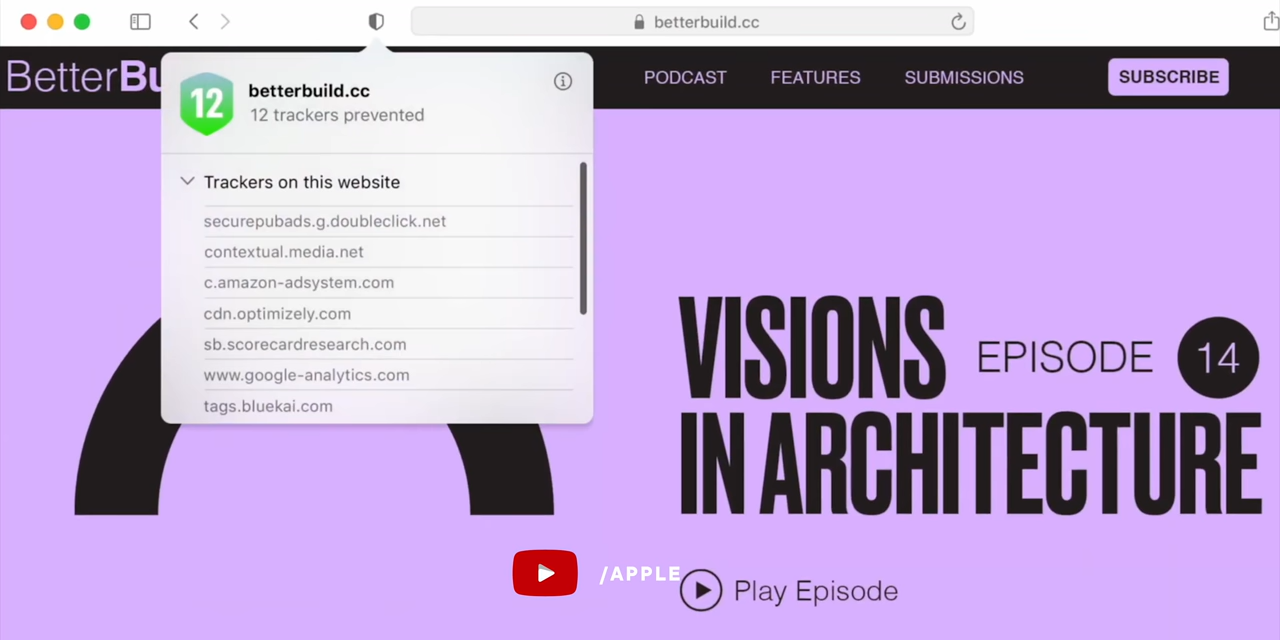 betterbuild.cc
BetterBu
PODCAST
FEATURES
SUBMISSIONS
SUBSCRIBE
12
betterbuild.cc
12 trackers prevented
Trackers on this website
securepubads.g.doubleclick.net
contextual.media.net
c.amazon-adsystem.com
cdn.optimizely.com
sb.scorecardresearch.com
www.google-analytics.com
tags.bluekai.com
VISIONS
IN ARCHITECTURE
EPISODE 14
Play Episode
/APPLE